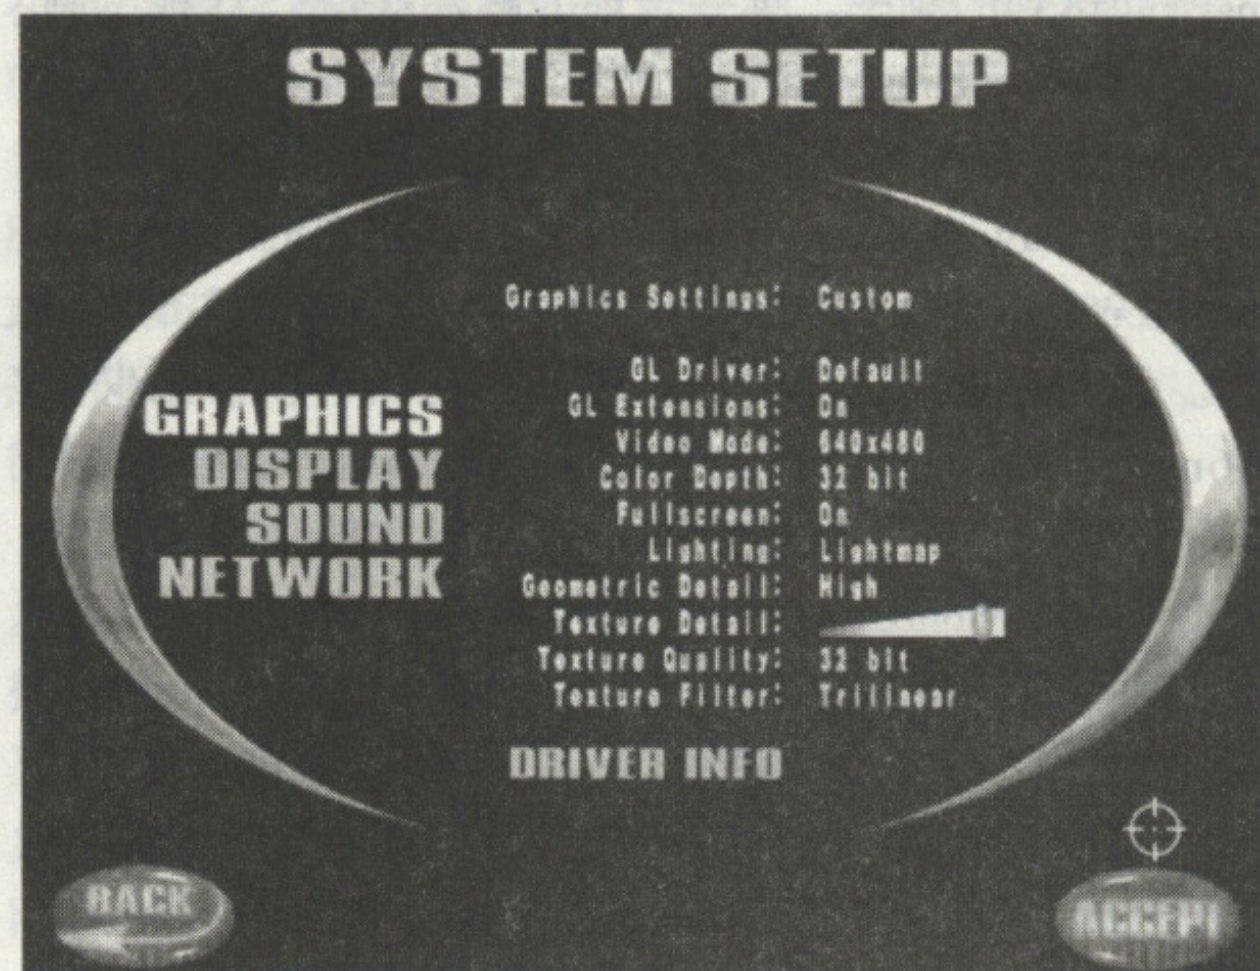 SYSTEM SETUP
Graphics Settings: Custom
GL Driver: Default
GL Extensions: On
Video Mode: 640x480
Color Depth: 32 bit
Fullscreen: On
Lighting: Lightmap
Geometric Detail: High
Texture Detail:
Texture Quality: 32 bit
Texture Filter: Trilinear
GRAPHICS
DISPLAY
SOUND
NETWORK
DRIVER INFO
BACK
ACCEPT